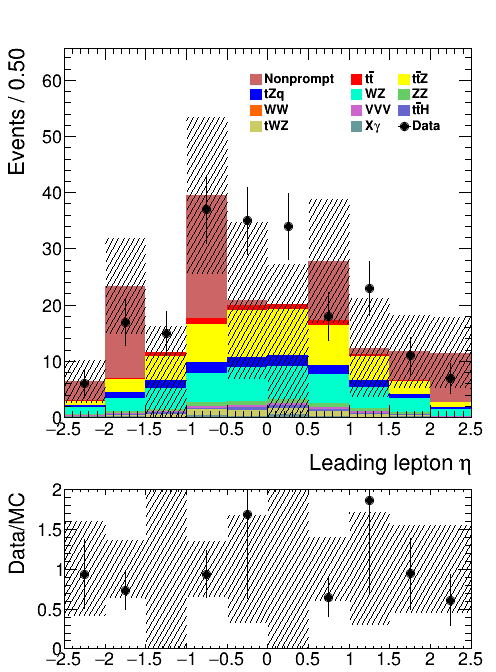 Events / 0.50
60
50
40
30
20
10
0
Nonprompt tt̄ tt̄Z
tZq WZ ZZ
WW VVV tt̄H
tWZ Xγ Data
−2.5 −2 −1.5 −1 −0.5 0 0.5 1 1.5 2 2.5
Leading lepton η
Data/MC
2
1.5
1
0.5
0
−2.5 −2 −1.5 −1 −0.5 0 0.5 1 1.5 2 2.5